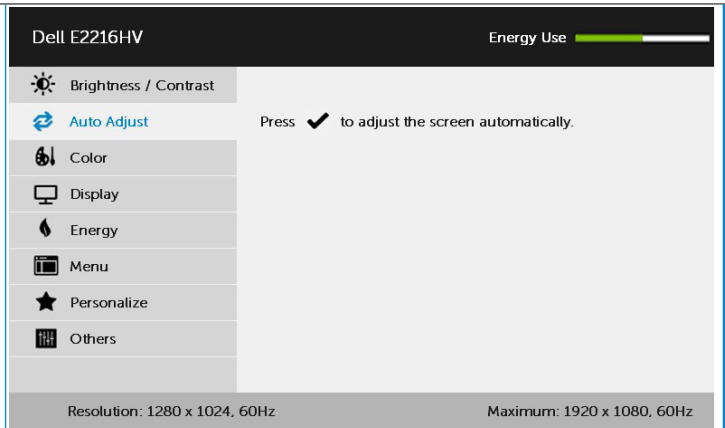 Dell E2216HV
Energy Use
Brightness / Contrast
Auto Adjust
Press ✔ to adjust the screen automatically.
Color
Display
Energy
Menu
Personalize
Others
Resolution: 1280 x 1024, 60Hz
Maximum: 1920 x 1080, 60Hz